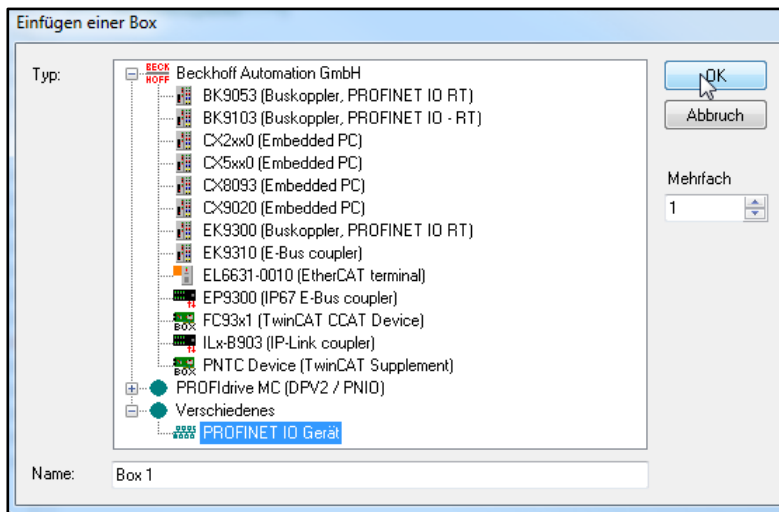 Einfügen einer Box
Typ:
BECK
HOFF
Beckhoff Automation GmbH
BK9053 (Buskoppler, PROFINET IO RT)
BK9103 (Buskoppler, PROFINET IO - RT)
CX2xx0 (Embedded PC)
CX5xx0 (Embedded PC)
CX8093 (Embedded PC)
CX9020 (Embedded PC)
EK9300 (Buskoppler, PROFINET IO RT)
EK9310 (E-Bus coupler)
EL6631-0010 (EtherCAT terminal)
EP9300 (IP67 E-Bus coupler)
BOX FC93x1 (TwinCAT CCAT Device)
ILx-B903 (IP-Link coupler)
BOX PNTC Device (TwinCAT Supplement)
PROFIdrive MC (DPV2 / PNIO)
Verschiedenes
PROFINET IO Gerät
OK
Abbruch
Mehrfach
1
Name: Box 1